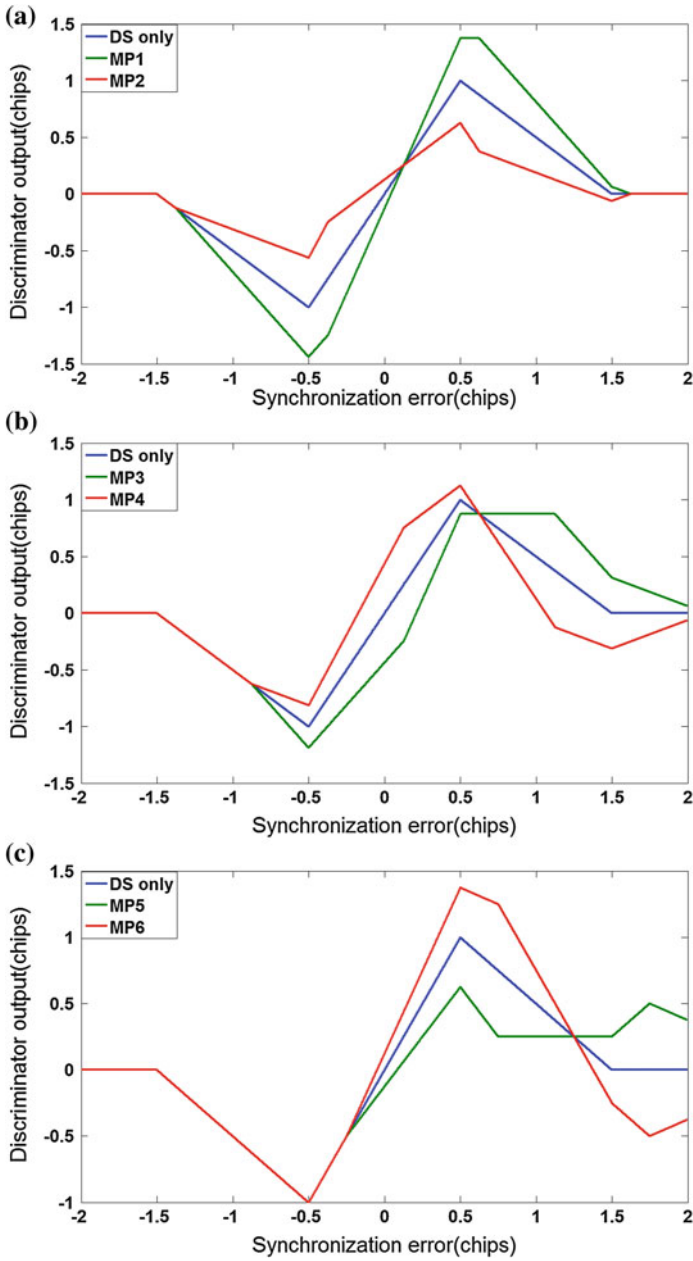 (a)
1.5
DS only
MP1
MP2
1
0.5
0
-0.5
-1
-1.5
Discriminator output(chips)
-2 -1.5 -1 -0.5 0 0.5 1 1.5 2
Synchronization error(chips)
(b)
1.5
DS only
MP3
MP4
1
0.5
0
-0.5
-1
-1.5
Discriminator output(chips)
-2 -1.5 -1 -0.5 0 0.5 1 1.5 2
Synchronization error(chips)
(c)
1.5
DS only
MP5
MP6
1
0.5
0
-0.5
-1
Discriminator output(chips)
-2 -1.5 -1 -0.5 0 0.5 1 1.5 2
Synchronization error(chips)